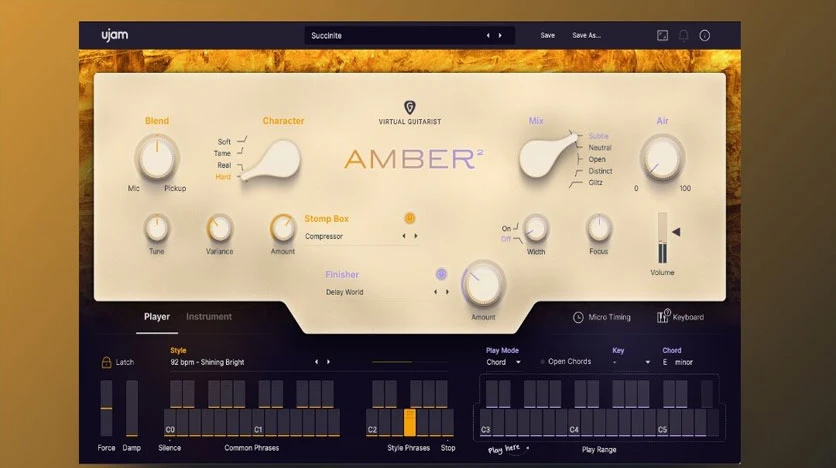 ujam
Succinite
Save
Save As...
Blend
Character
VIRTUAL GUITARIST
Mix
Air
AMBER²
Soft
Tame
Real
Hard
Subtle
Neutral
Open
Distinct
Glitz
Mic
Pickup
0
100
Stomp Box
Compressor
On
Off
Tune
Variance
Amount
Width
Focus
Volume
Finisher
Delay World
Amount
Player
Instrument
Micro Timing
Keyboard
Latch
Style
92 bpm - Shining Bright
Play Mode
Chord
Open Chords
Key
-
Chord
E minor
C0
C1
C2
C3
C4
C5
Force
Damp
Silence
Common Phrases
Style Phrases
Stop
Play here
Play Range